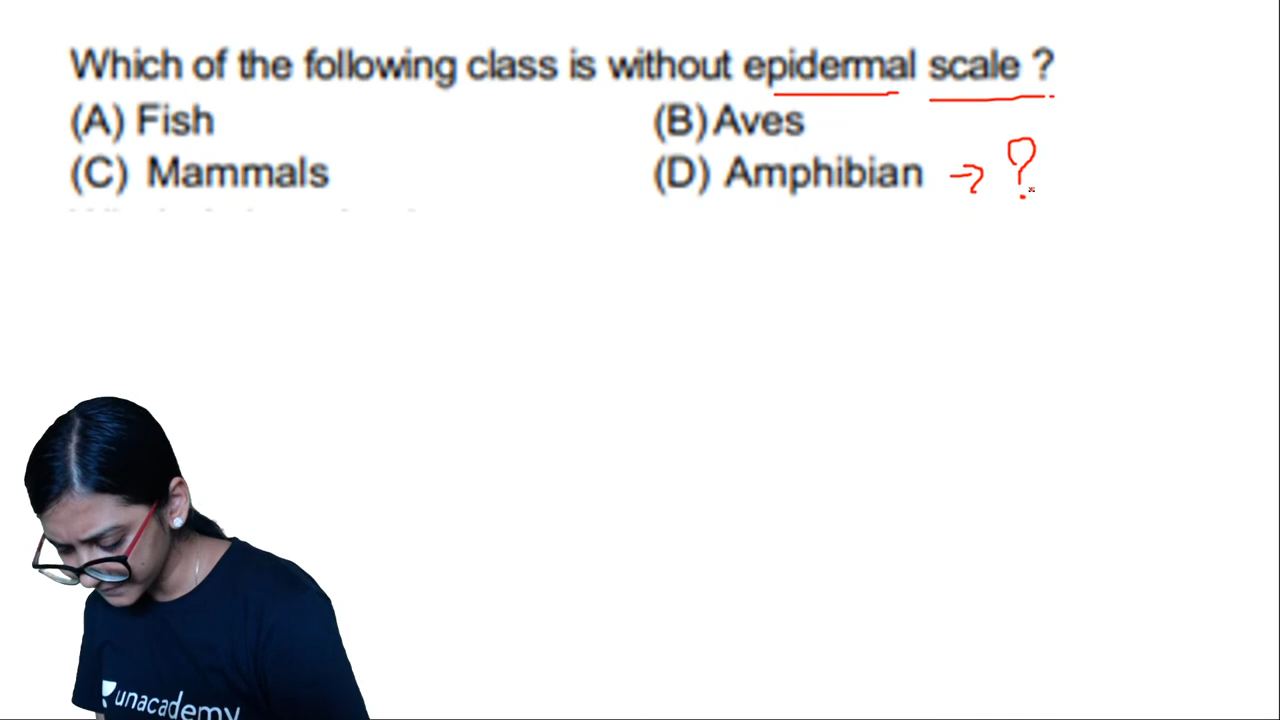 Which of the following class is without epidermal scale ?
(A) Fish (B) Aves
(C) Mammals (D) Amphibian → ?
unacademy